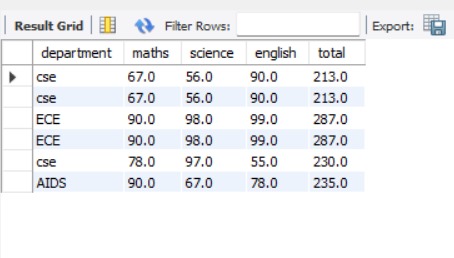 Result Grid Filter Rows: Export:
department maths science english total
cse 67.0 56.0 90.0 213.0
cse 67.0 56.0 90.0 213.0
ECE 90.0 98.0 99.0 287.0
ECE 90.0 98.0 99.0 287.0
cse 78.0 97.0 55.0 230.0
AIDS 90.0 67.0 78.0 235.0